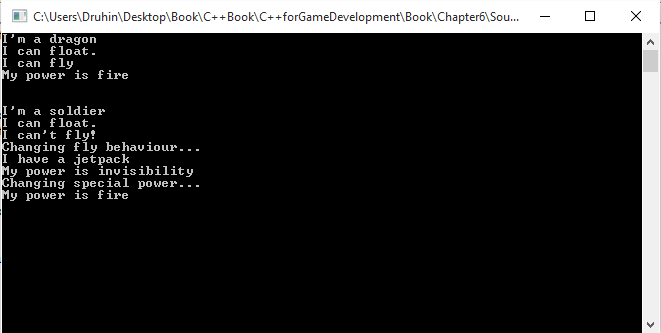 C:\Users\Druhin\Desktop\Book\C++Book\C++forGameDevelopment\Book\Chapter6\Sou...
I'm a dragon
I can float.
I can fly
My power is fire
I'm a soldier
I can float.
I can't fly!
Changing fly behaviour...
I have a jetpack
My power is invisibility
Changing special power...
My power is fire